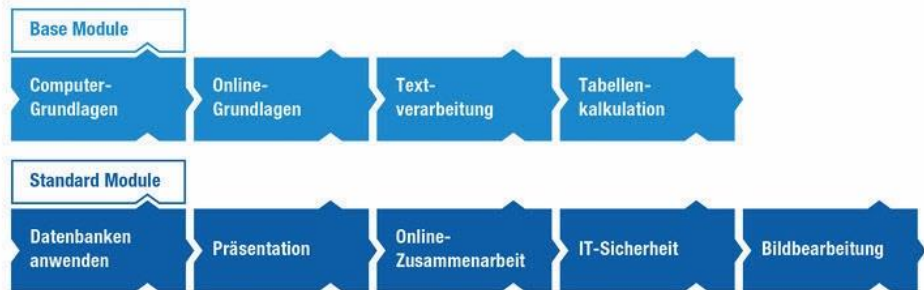 Base Module
Computer-
Grundlagen
Online-
Grundlagen
Text-
verarbeitung
Tabellen-
kalkulation
Standard Module
Datenbanken
anwenden
Präsentation
Online-
Zusammenarbeit
IT-Sicherheit
Bildbearbeitung